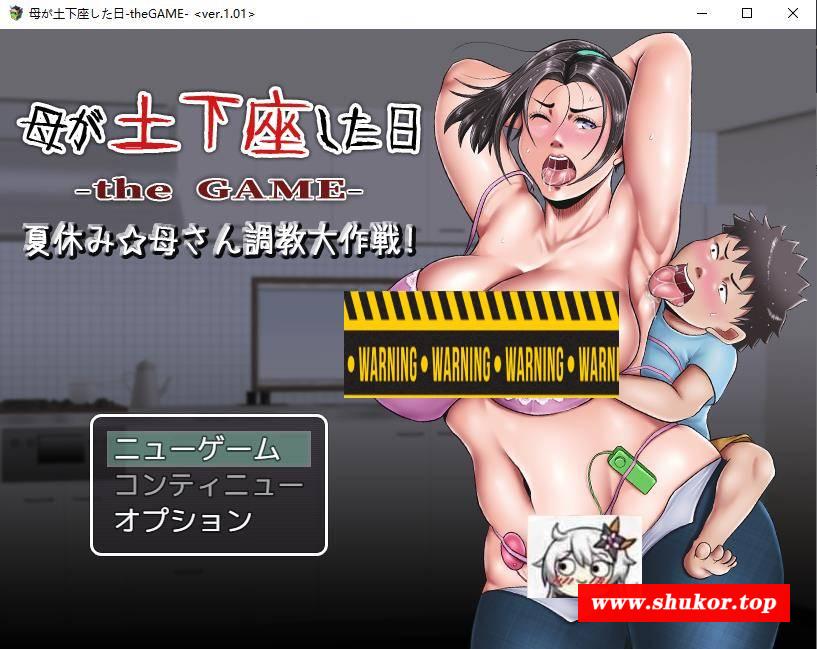 母が土下座した日-theGAME- <ver.1.01>
母が土下座した日
-the GAME-
夏休み☆母さん調教大作戦!
•WARNING•WARNING•WARNING•WARN
ニューゲーム
コンティニュー
オプション
www.shukor.top